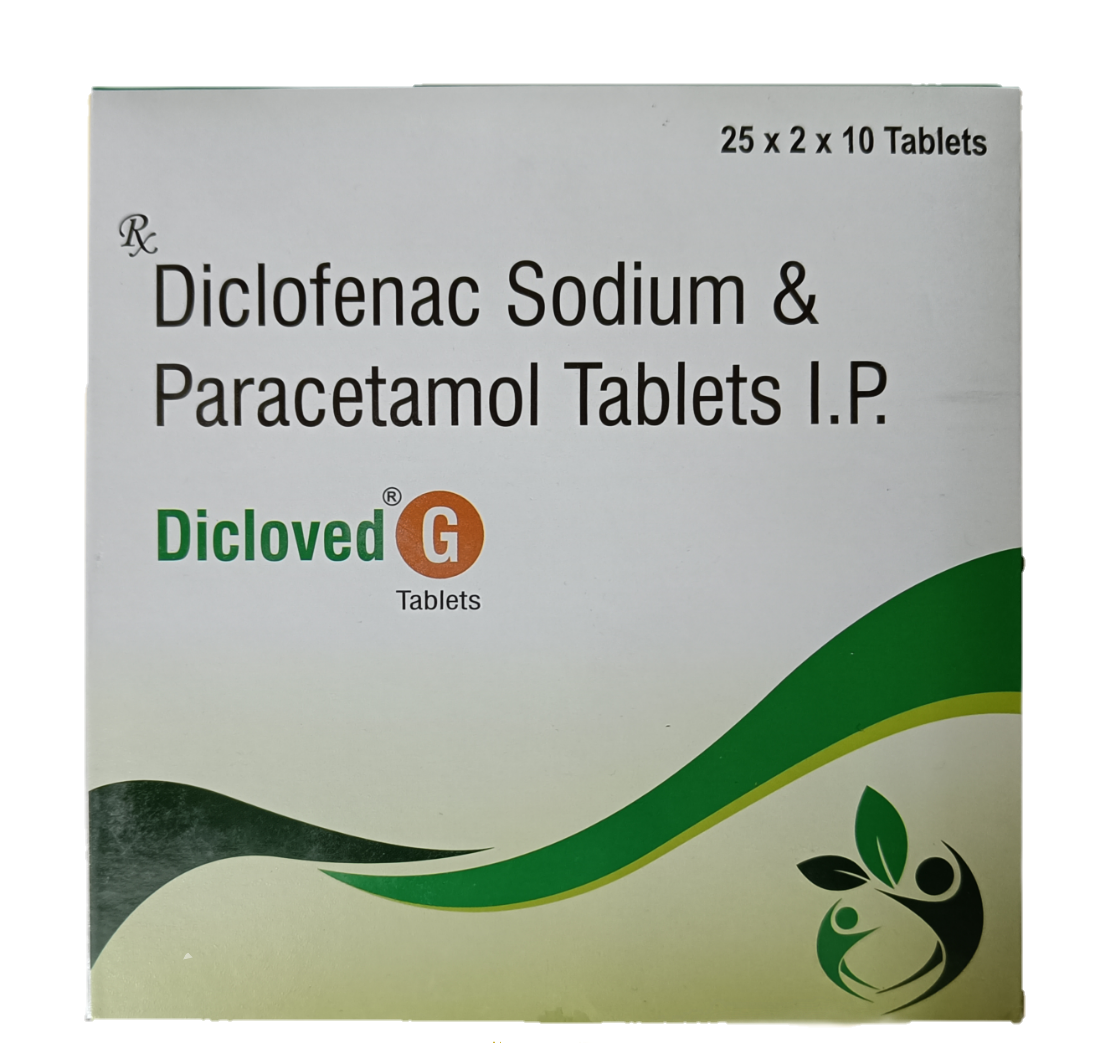 25 x 2 x 10 Tablets
Rx
Diclofenac Sodium &
Paracetamol Tablets I.P.
Dicloved® G
Tablets